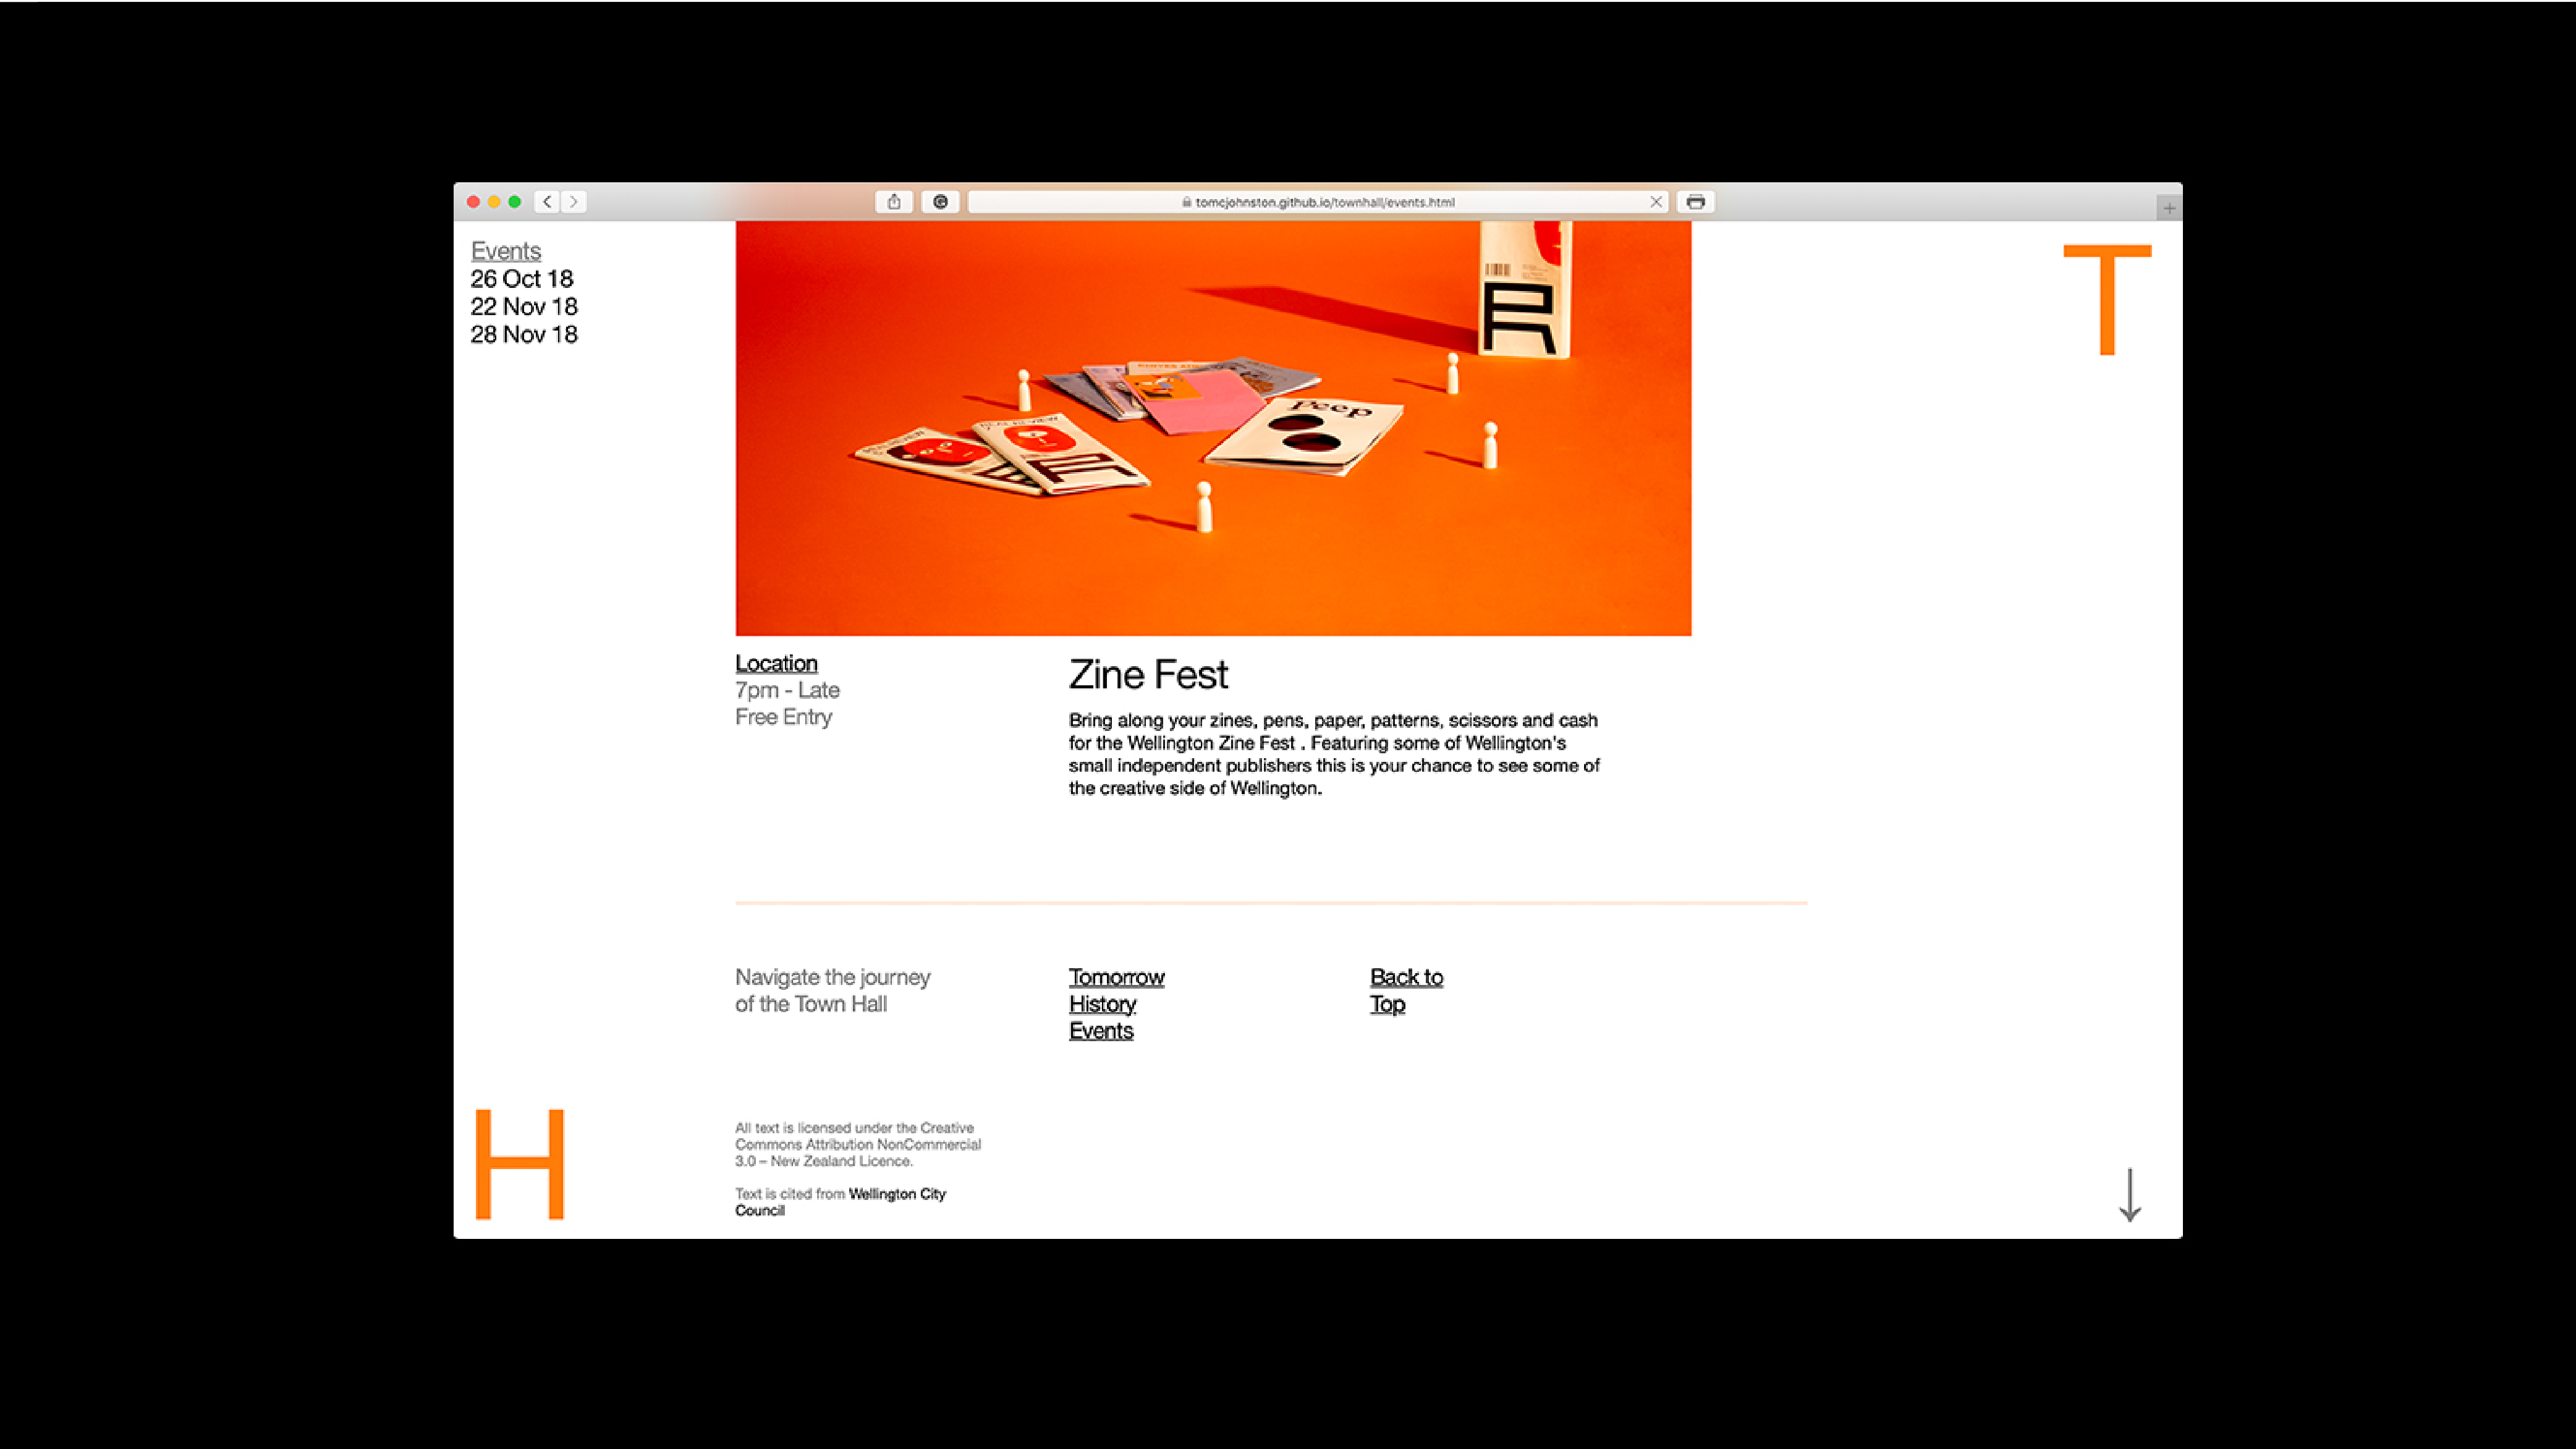 tomcjohnston.github.io/townhall/events.html
Events
26 Oct 18
22 Nov 18
28 Nov 18
T
R
Peep
Location
7pm - Late
Free Entry
Zine Fest
Bring along your zines, pens, paper, patterns, scissors and cash
for the Wellington Zine Fest . Featuring some of Wellington's
small independent publishers this is your chance to see some of
the creative side of Wellington.
Navigate the journey
of the Town Hall
Tomorrow
History
Events
Back to
Top
H
All text is licensed under the Creative
Commons Attribution NonCommercial
3.0 – New Zealand Licence.
Text is cited from Wellington City
Council